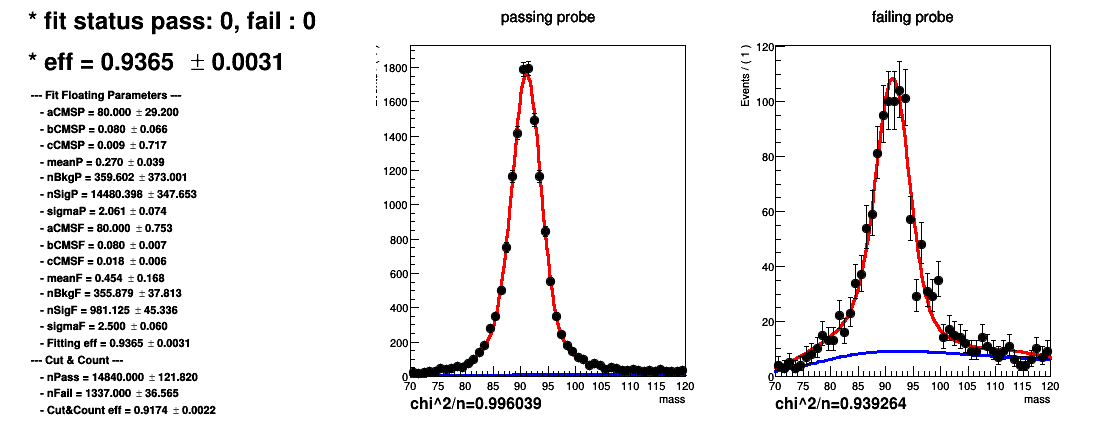 * fit status pass: 0, fail : 0
* eff = 0.9365 ± 0.0031
--- Fit Floating Parameters ---
- aCMSP = 80.000 ± 29.200
- bCMSP = 0.080 ± 0.066
- cCMSP = 0.009 ± 0.717
- meanP = 0.270 ± 0.039
- nBkgP = 359.602 ± 373.001
- nSigP = 14480.398 ± 347.653
- sigmaP = 2.061 ± 0.074
- aCMSF = 80.000 ± 0.753
- bCMSF = 0.080 ± 0.007
- cCMSF = 0.018 ± 0.006
- meanF = 0.454 ± 0.168
- nBkgF = 355.879 ± 37.813
- nSigF = 981.125 ± 45.336
- sigmaF = 2.500 ± 0.060
- Fitting eff = 0.9365 ± 0.0031
--- Cut & Count ---
- nPass = 14840.000 ± 121.820
- nFail = 1337.000 ± 36.565
- Cut&Count eff = 0.9174 ± 0.0022
passing probe
1800
1600
1400
1200
1000
800
600
400
200
0
70 75 80 85 90 95 100 105 110 115 120
mass
chi^2/n=0.996039
failing probe
Events / ( 1 )
120
100
80
60
40
20
0
70 75 80 85 90 95 100 105 110 115 120
mass
chi^2/n=0.939264